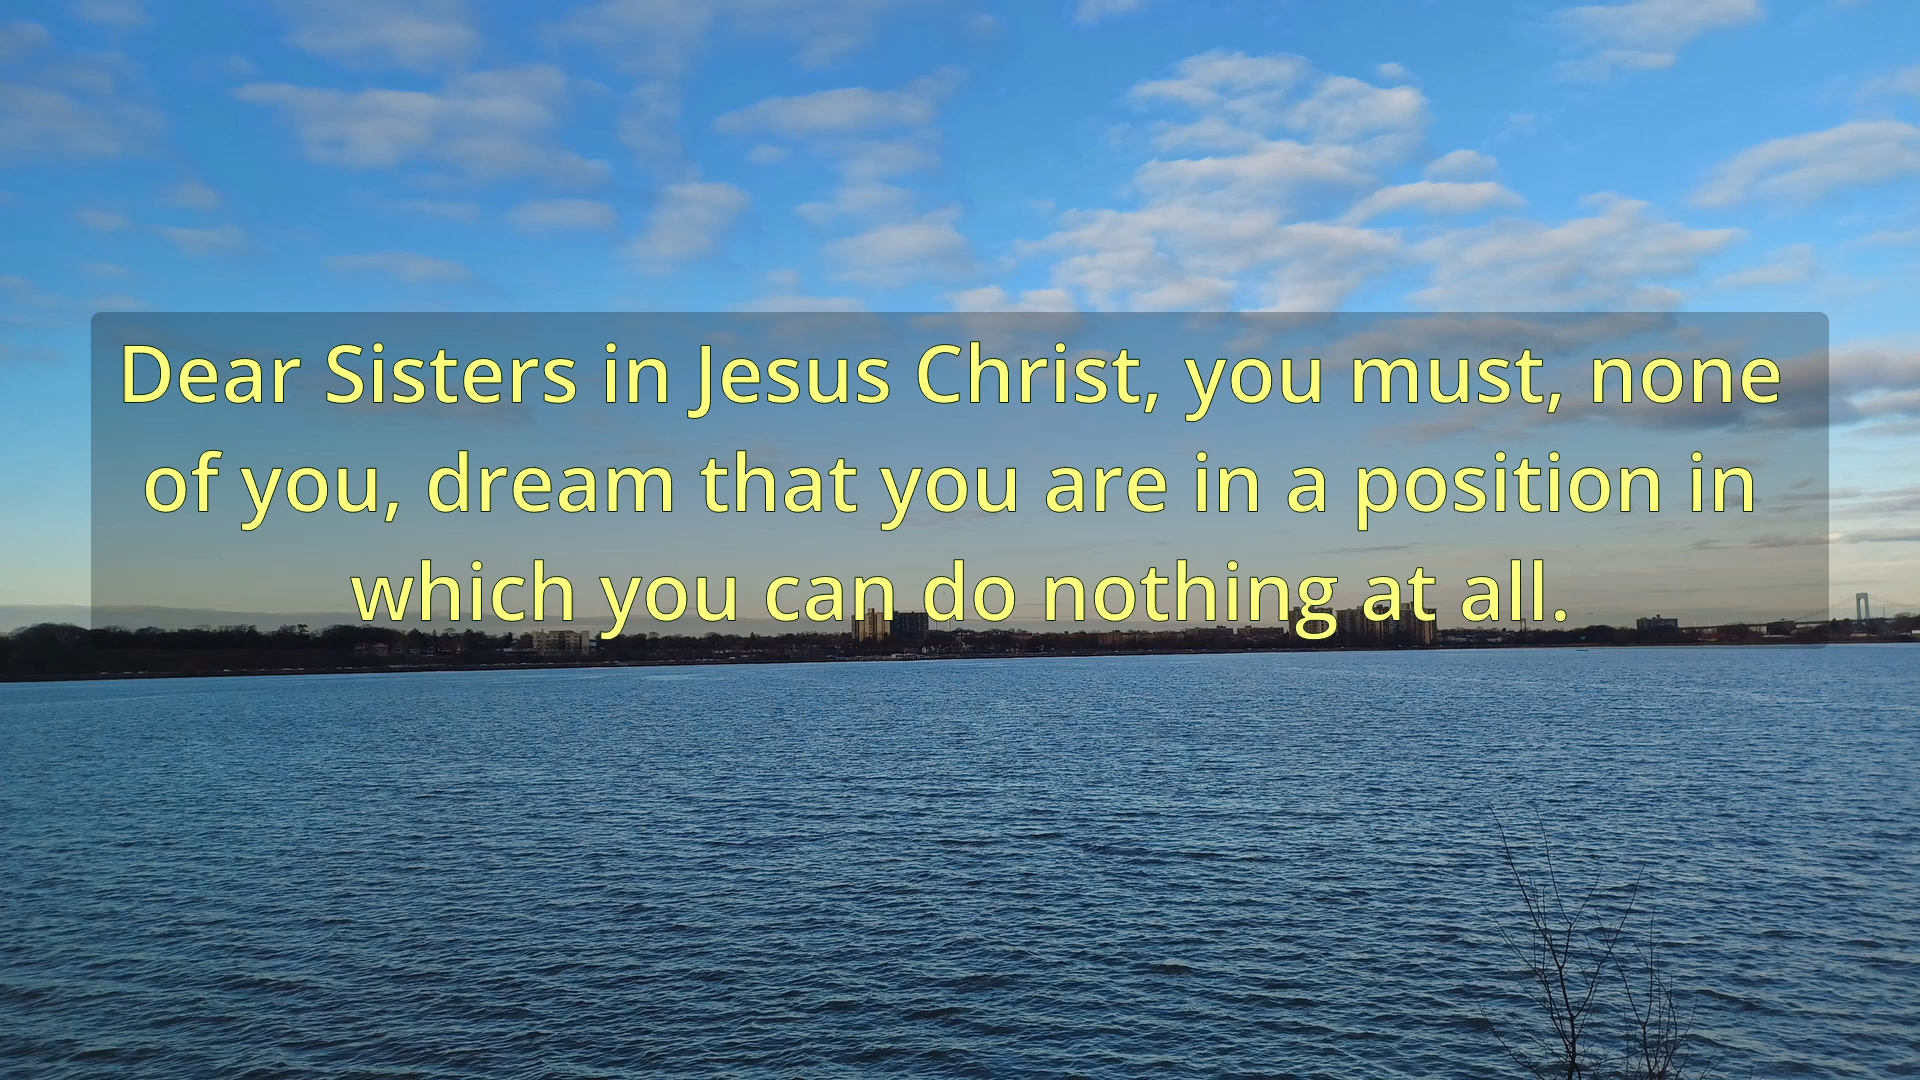 Dear Sisters in Jesus Christ, you must, none
of you, dream that you are in a position in
which you can do nothing at all.